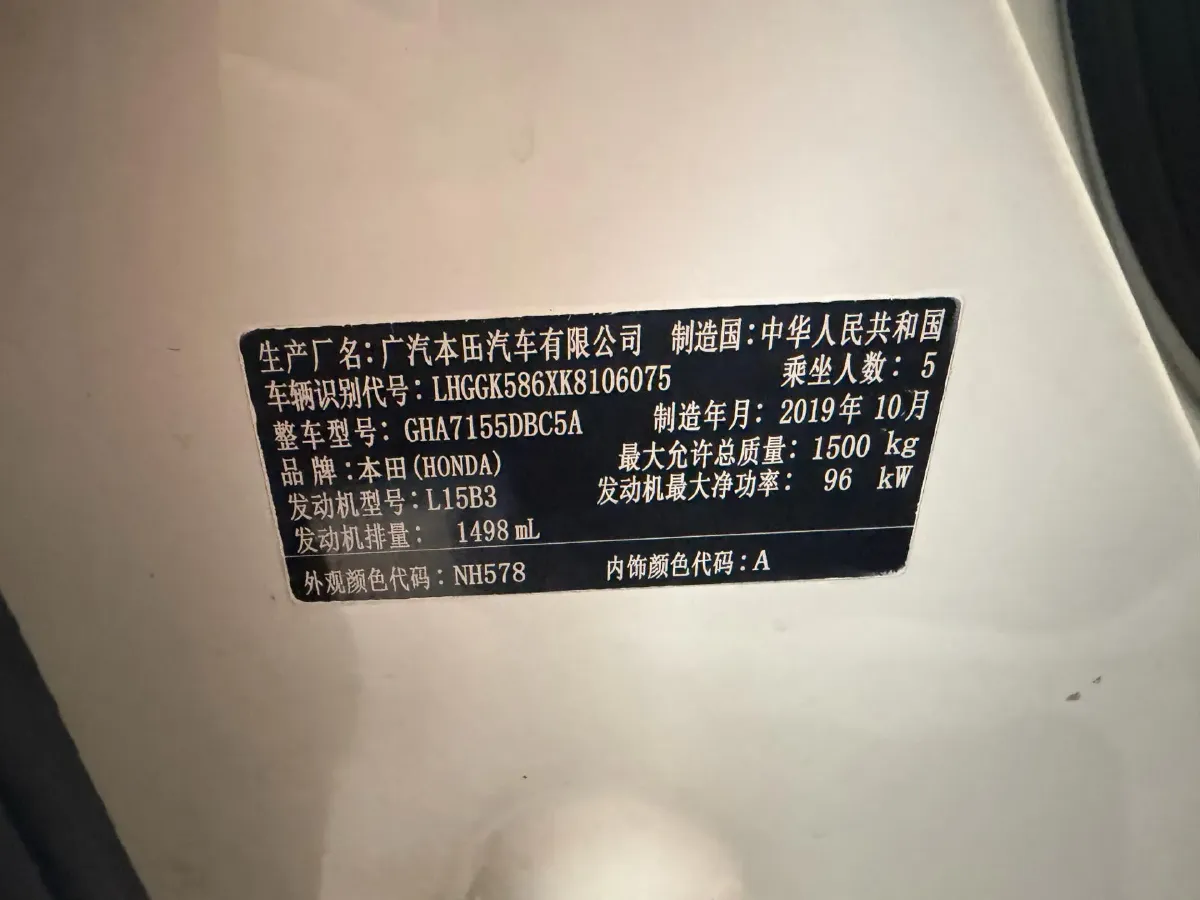 生产厂名：广汽本田汽车有限公司 制造国：中华人民共和国
车辆识别代号：LHGGK586XK8106075 乘坐人数：5
整车型号：GHA7155DBC5A 制造年月：2019年 10月
品牌：本田(HONDA) 最大允许总质量：1500 kg
发动机型号：L15B3 发动机最大净功率：96 kW
发动机排量：1498 mL
外观颜色代码：NH578 内饰颜色代码：A